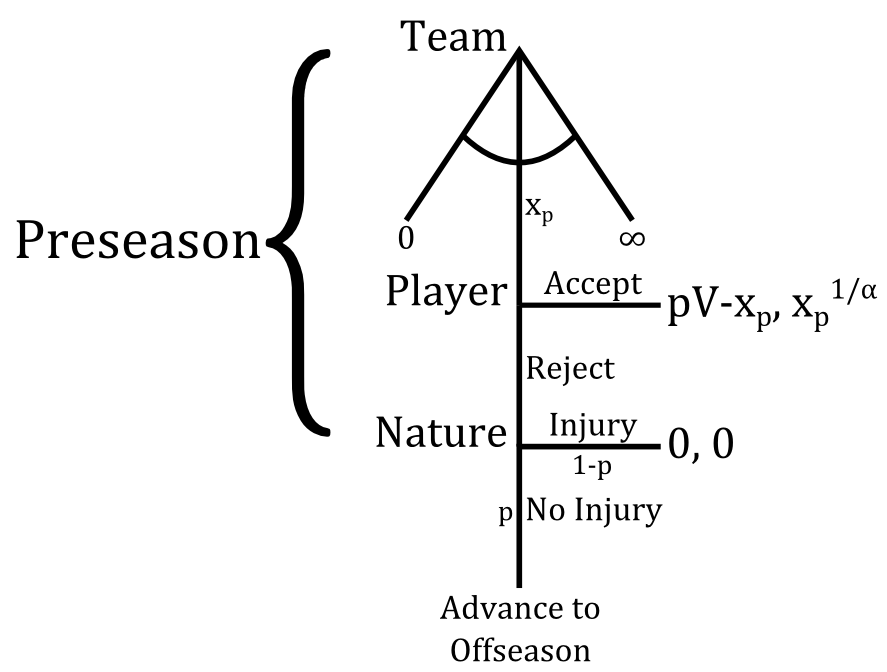 Team
0
x_p
∞
Preseason
Player
Accept
pV-x_p, x_p^{1/α}
Reject
Nature
Injury
0, 0
1-p
p
No Injury
Advance to
Offseason